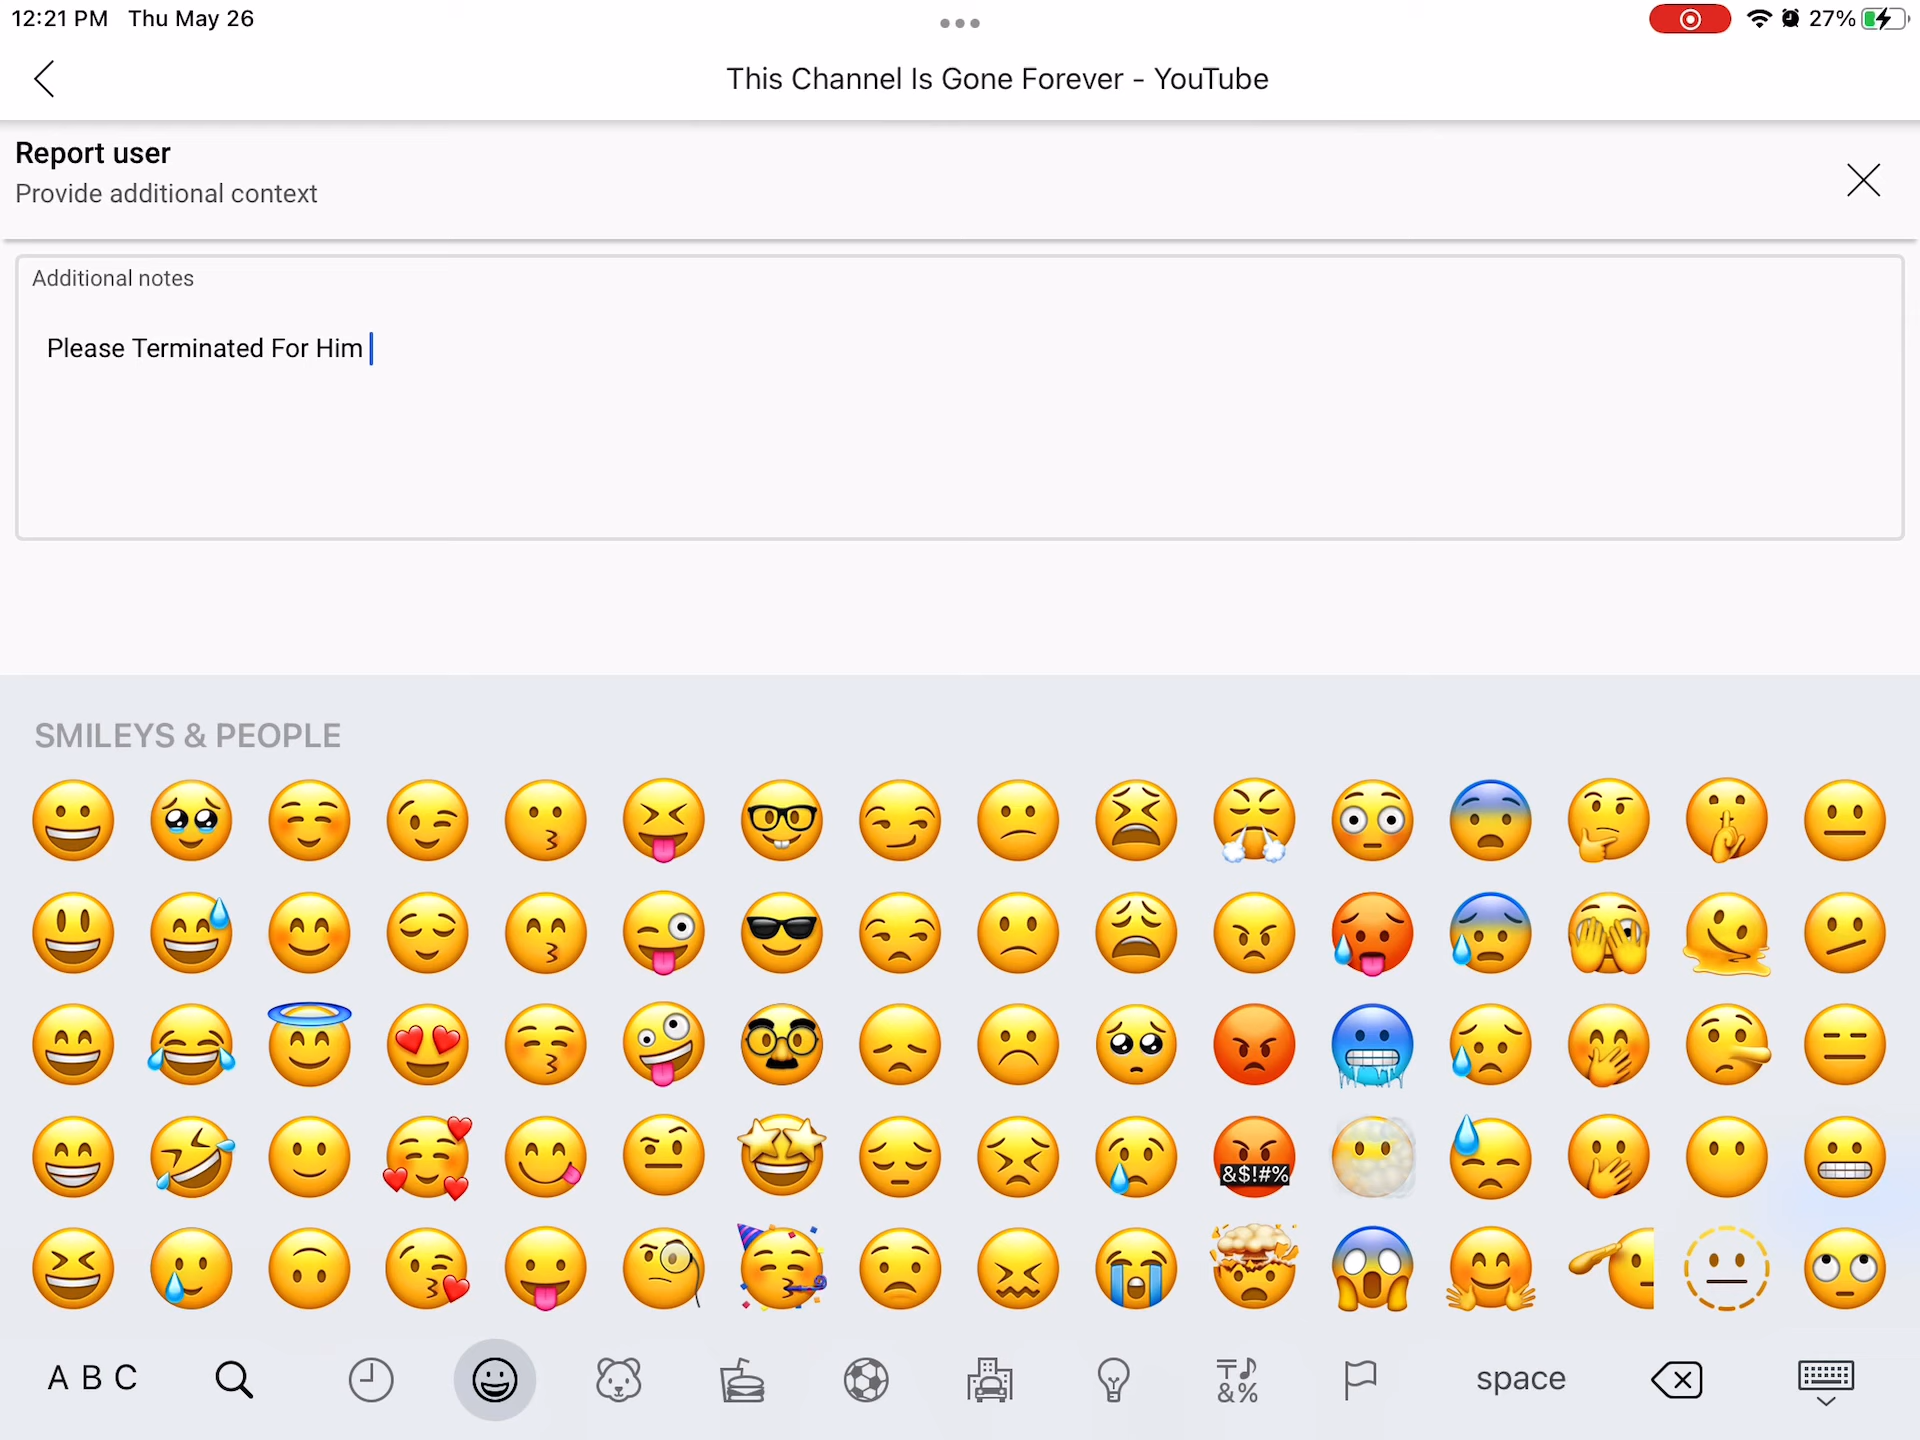 12:21 PM Thu May 26
27%
This Channel Is Gone Forever - YouTube
Report user
Provide additional context
Additional notes
Please Terminated For Him
SMILEYS & PEOPLE
&$!#%
A B C
&%
space